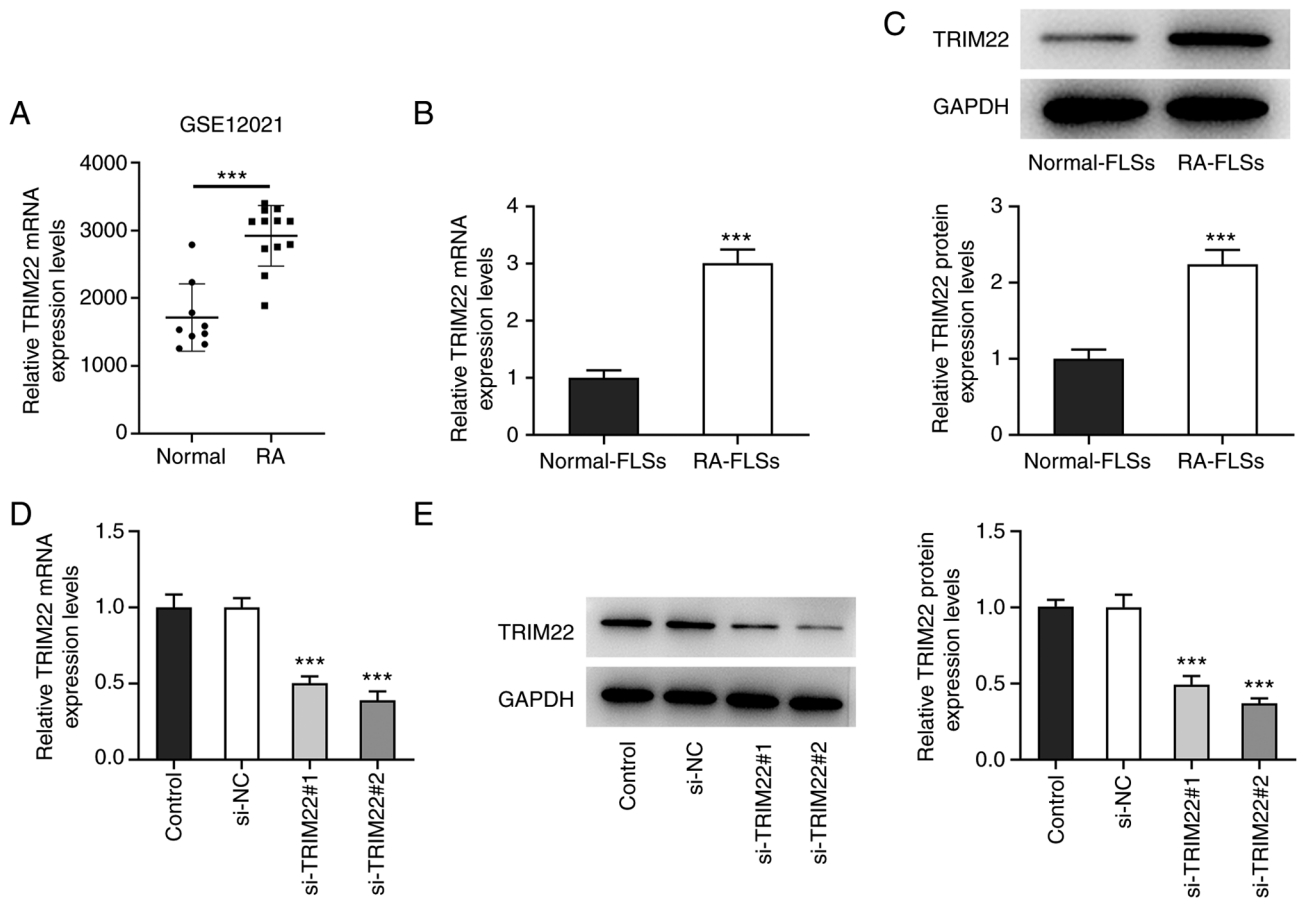 A
GSE12021
Relative TRIM22 mRNA
expression levels
4000
3000
2000
1000
0
***
Normal
RA
B
Relative TRIM22 mRNA
expression levels
4
3
2
1
0
***
Normal-FLSs
RA-FLSs
C
TRIM22
GAPDH
Normal-FLSs
RA-FLSs
Relative TRIM22 protein
expression levels
3
2
1
0
***
Normal-FLSs
RA-FLSs
D
Relative TRIM22 mRNA
expression levels
1.5
1.0
0.5
0.0
***
***
Control
si-NC
si-TRIM22#1
si-TRIM22#2
E
TRIM22
GAPDH
Control
si-NC
si-TRIM22#1
si-TRIM22#2
Relative TRIM22 protein
expression levels
1.5
1.0
0.5
0.0
***
***
Control
si-NC
si-TRIM22#1
si-TRIM22#2